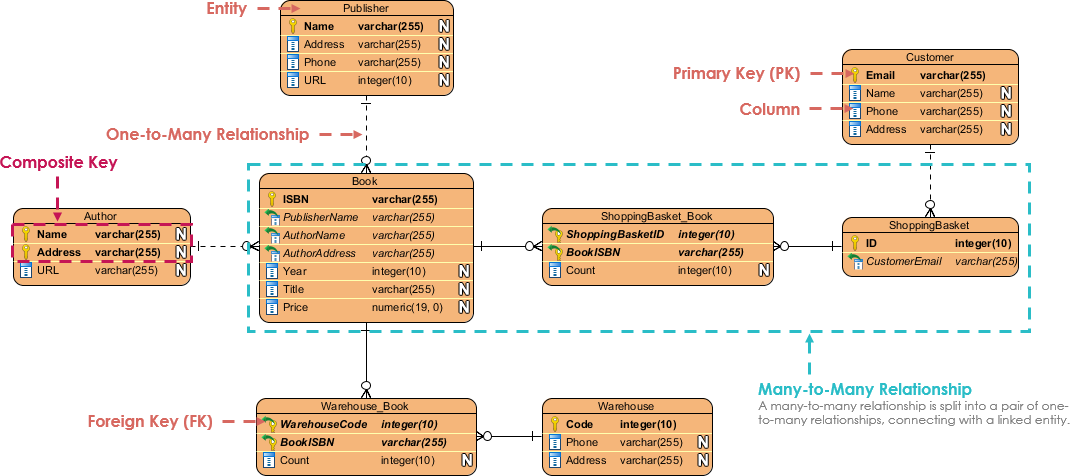 Entity
Publisher
Name varchar(255) N
Address varchar(255) N
Phone varchar(255) N
URL integer(10) N
One-to-Many Relationship
Primary Key (PK)
Column
Customer
Email varchar(255)
Name varchar(255) N
Phone varchar(255) N
Address varchar(255) N
Composite Key
Author
Name varchar(255) N
Address varchar(255) N
URL varchar(255) N
Book
ISBN varchar(255)
PublisherName varchar(255)
AuthorName varchar(255)
AuthorAddress varchar(255)
Year integer(10) N
Title varchar(255) N
Price numeric(19, 0) N
ShoppingBasket_Book
ShoppingBasketID integer(10)
BookISBN varchar(255)
Count integer(10) N
ShoppingBasket
ID integer(10)
CustomerEmail varchar(255)
Many-to-Many Relationship
A many-to-many relationship is split into a pair of one-
to-many relationships, connecting with a linked entity.
Foreign Key (FK)
Warehouse_Book
WarehouseCode integer(10)
BookISBN varchar(255)
Count integer(10) N
Warehouse
Code integer(10)
Phone varchar(255) N
Address varchar(255) N